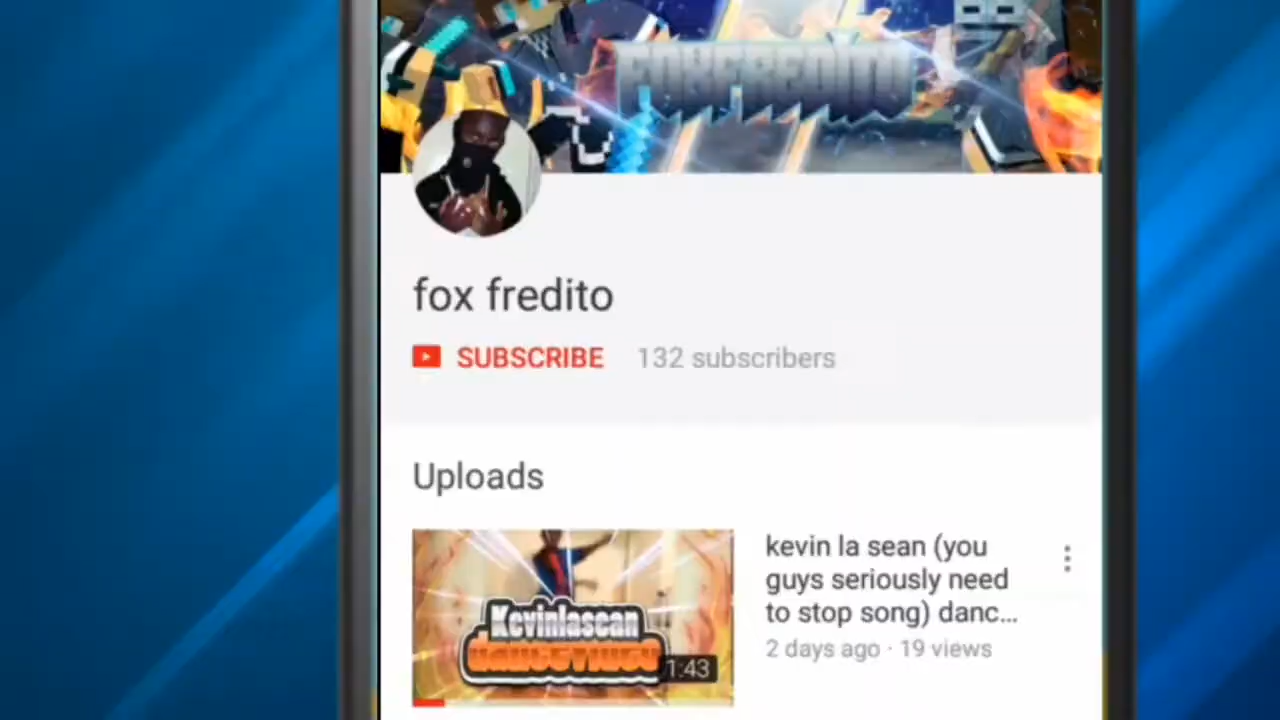 FOXFREDITO
fox fredito
SUBSCRIBE 132 subscribers
Uploads
kevin la sean (you
guys seriously need
to stop song) danc...
2 days ago · 19 views
Kevinlasean
1:43